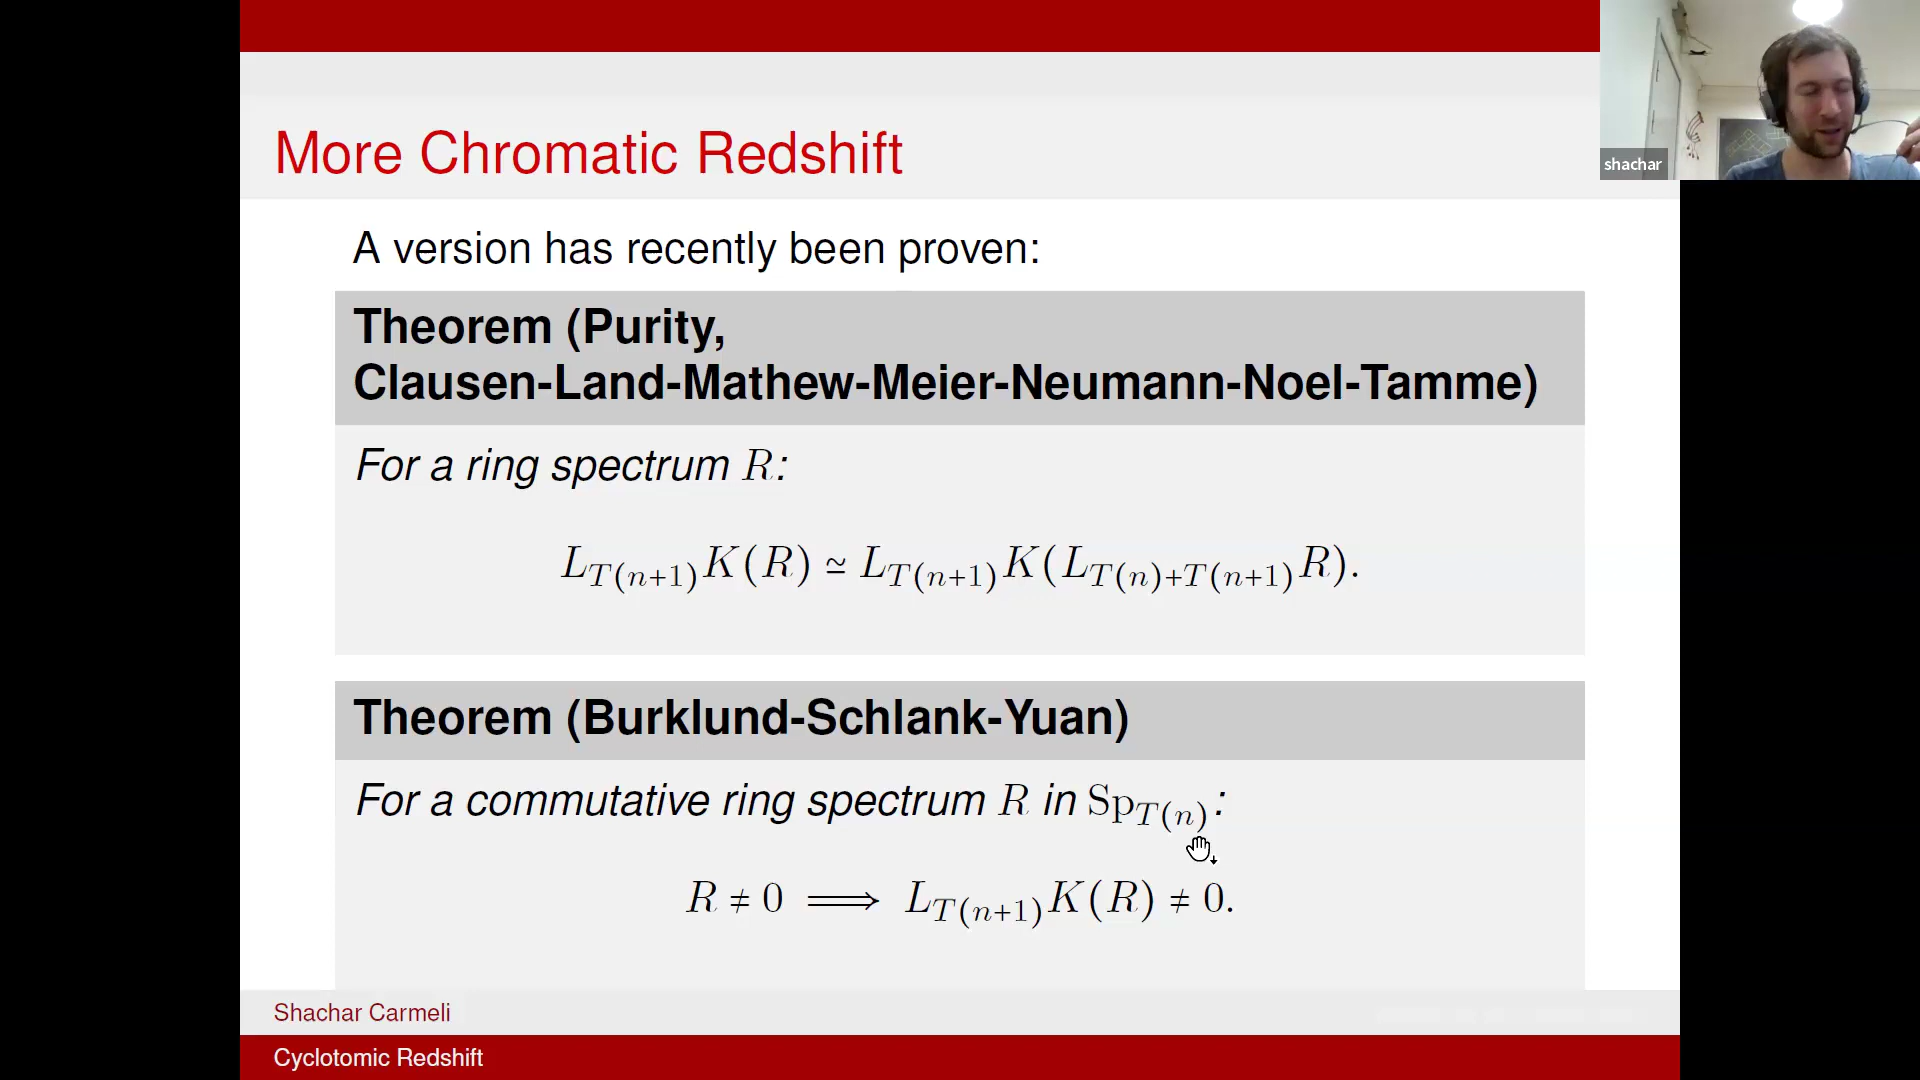 shachar
More Chromatic Redshift
A version has recently been proven:
Theorem (Purity,
Clausen-Land-Mathew-Meier-Neumann-Noel-Tamme)
For a ring spectrum R:
L_{T(n+1)}K(R) ≃ L_{T(n+1)}K(L_{T(n)+T(n+1)}R).
Theorem (Burklund-Schlank-Yuan)
For a commutative ring spectrum R in Sp_{T(n)}:
R ≠ 0 ⟹ L_{T(n+1)}K(R) ≠ 0.
Shachar Carmeli
Cyclotomic Redshift